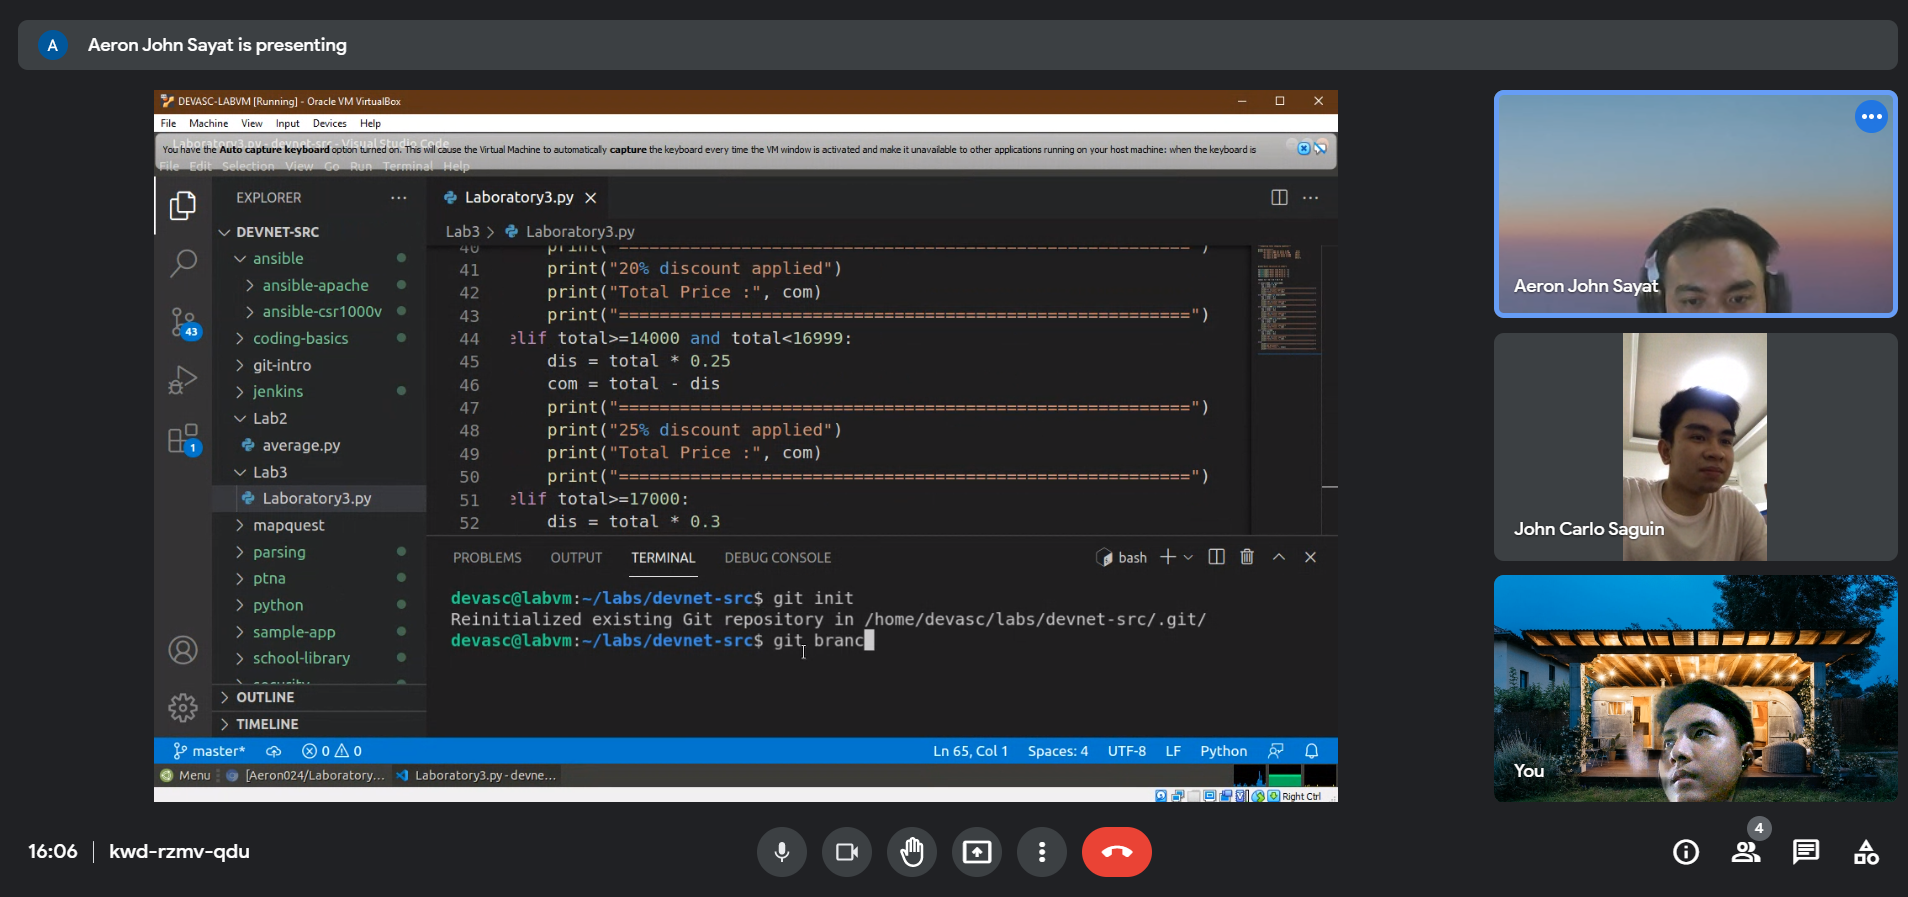 A Aeron John Sayat is presenting
DEVASC-LABVM [Running] - Oracle VM VirtualBox
File Machine View Input Devices Help
Laboratory3.py - devnet-src - Visual Studio Code
You have the Auto capture keyboard option turned on. This will cause the Virtual Machine to automatically capture the keyboard every time the VM window is activated and make it unavailable to other applications running on your host machine: when the keyboard is
File Edit Selection View Go Run Terminal Help
EXPLORER
DEVNET-SRC
ansible
ansible-apache
ansible-csr1000v
coding-basics
git-intro
jenkins
Lab2
average.py
Lab3
Laboratory3.py
mapquest
parsing
ptna
python
sample-app
school-library
security
OUTLINE
TIMELINE
43
1
Laboratory3.py
Lab3 > Laboratory3.py
40 print("=========================================================")
41 print("20% discount applied")
42 print("Total Price :", com)
43 print("=========================================================")
44 elif total>=14000 and total<16999:
45 dis = total * 0.25
46 com = total - dis
47 print("=========================================================")
48 print("25% discount applied")
49 print("Total Price :", com)
50 print("=========================================================")
51 elif total>=17000:
52 dis = total * 0.3
PROBLEMS OUTPUT TERMINAL DEBUG CONSOLE
bash
devasc@labvm:~/labs/devnet-src$ git init
Reinitialized existing Git repository in /home/devasc/labs/devnet-src/.git/
devasc@labvm:~/labs/devnet-src$ git branc
master* 0 0 Ln 65, Col 1 Spaces: 4 UTF-8 LF Python
Menu [Aeron024/Laboratory... Laboratory3.py - devne...
Right Ctrl
Aeron John Sayat
John Carlo Saguin
You
16:06 | kwd-rzmv-qdu
4